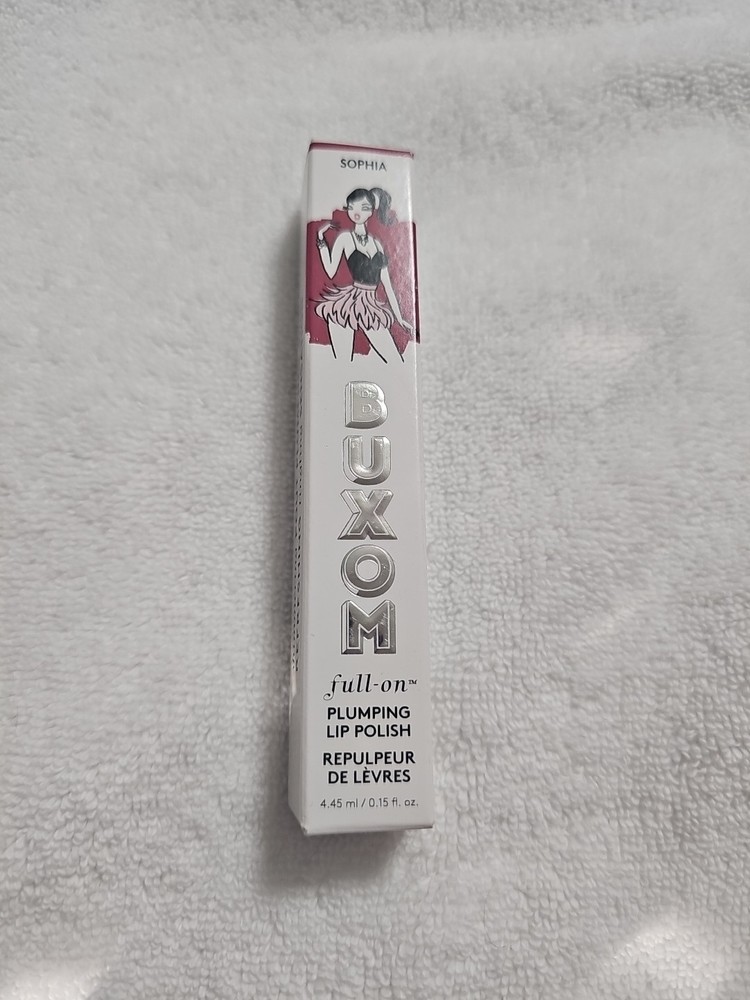 SOPHIA
BUXOM
full-on™
PLUMPING
LIP POLISH
REPULPEUR
DE LÈVRES
4.45 ml / 0.15 fl. oz.